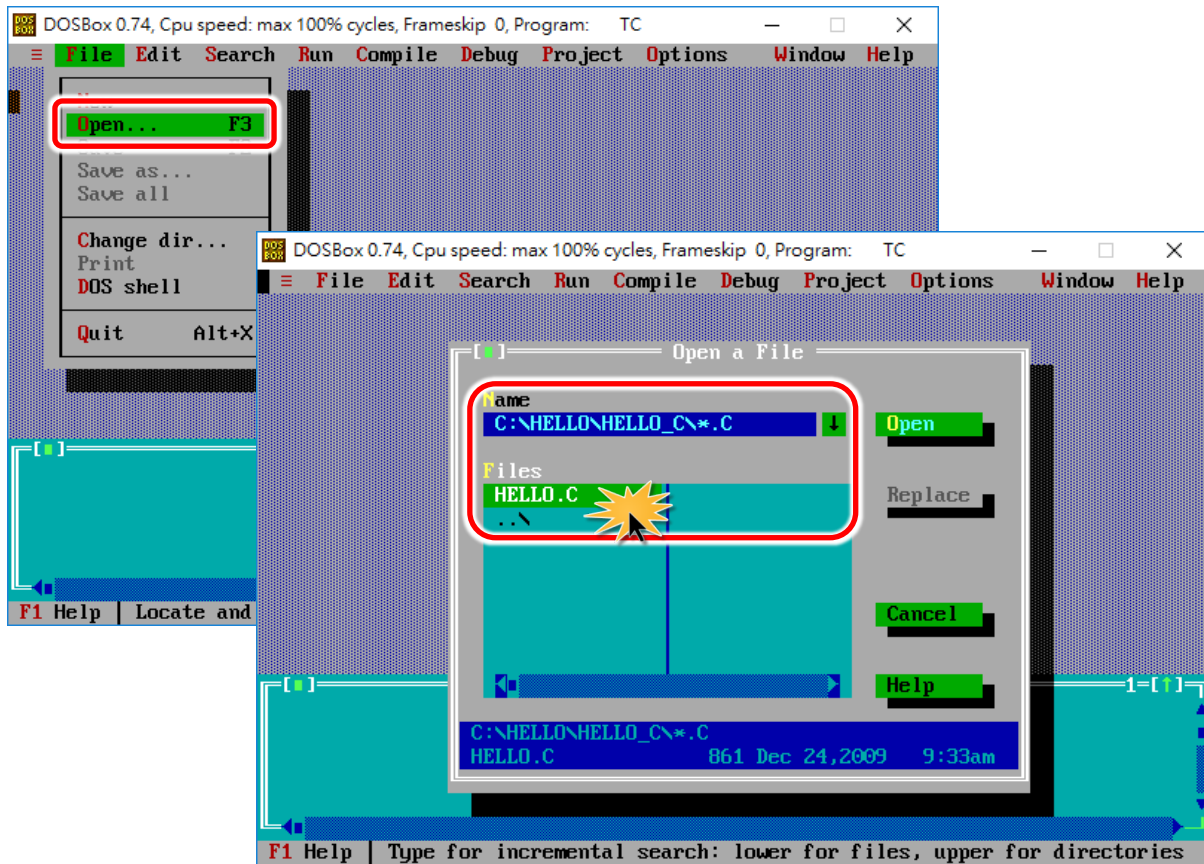 DOSBox 0.74, Cpu speed: max 100% cycles, Frameskip 0, Program: TC
≡ File Edit Search Run Compile Debug Project Options Window Help
Open... F3
Save as...
Save all
Change dir...
Print
DOS shell
Quit Alt+X
F1 Help | Locate and
DOSBox 0.74, Cpu speed: max 100% cycles, Frameskip 0, Program: TC
≡ File Edit Search Run Compile Debug Project Options Window Help
Open a File
Name
C:\HELLO\HELLO_C\*.C ↓
Open
Files
HELLO.C
Replace
..\
Cancel
Help
1=[↑]
C:\HELLO\HELLO_C\*.C
HELLO.C 861 Dec 24,2009 9:33am
F1 Help | Type for incremental search: lower for files, upper for directories